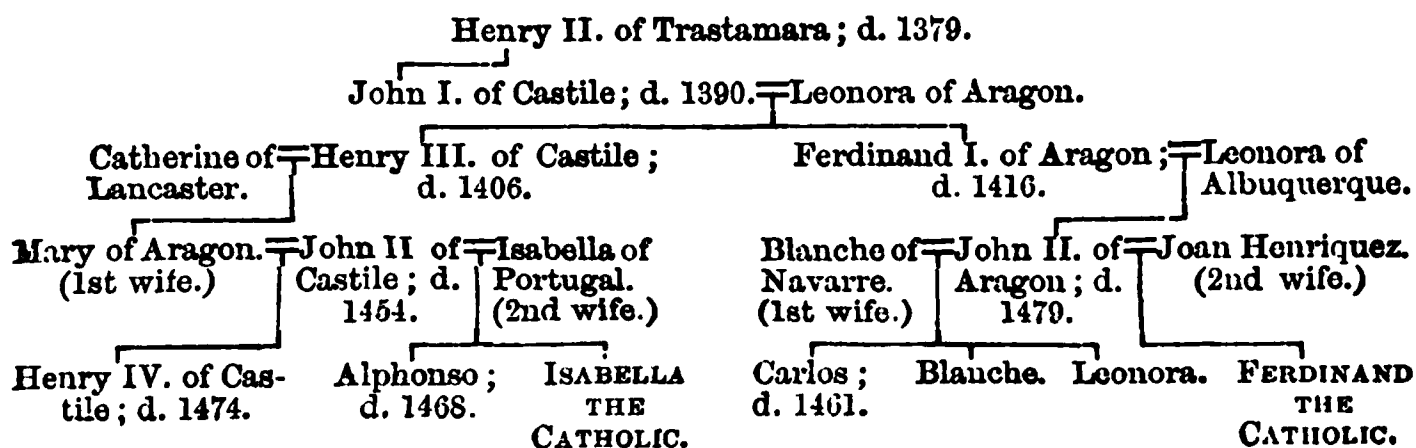 Henry II. of Trastamara; d. 1379.
John I. of Castile; d. 1390. Leonora of Aragon.
Catherine of Lancaster. Henry III. of Castile; d. 1406. Ferdinand I. of Aragon; d. 1416. Leonora of Albuquerque.
Mary of Aragon. John II of Isabella of Blanche of John II. of Joan Henriquez.
(1st wife.) Castile; d. Portugal. Navarre. Aragon; d. (2nd wife.)
1454. (2nd wife.) (1st wife.) 1479.
Henry IV. of Cas- Alphonso; ISABELLA Carlos; Blanche. Leonora. FERDINAND
tile; d. 1474. d. 1468. THE d. 1461. THE
CATHOLIC. CATHOLIC.